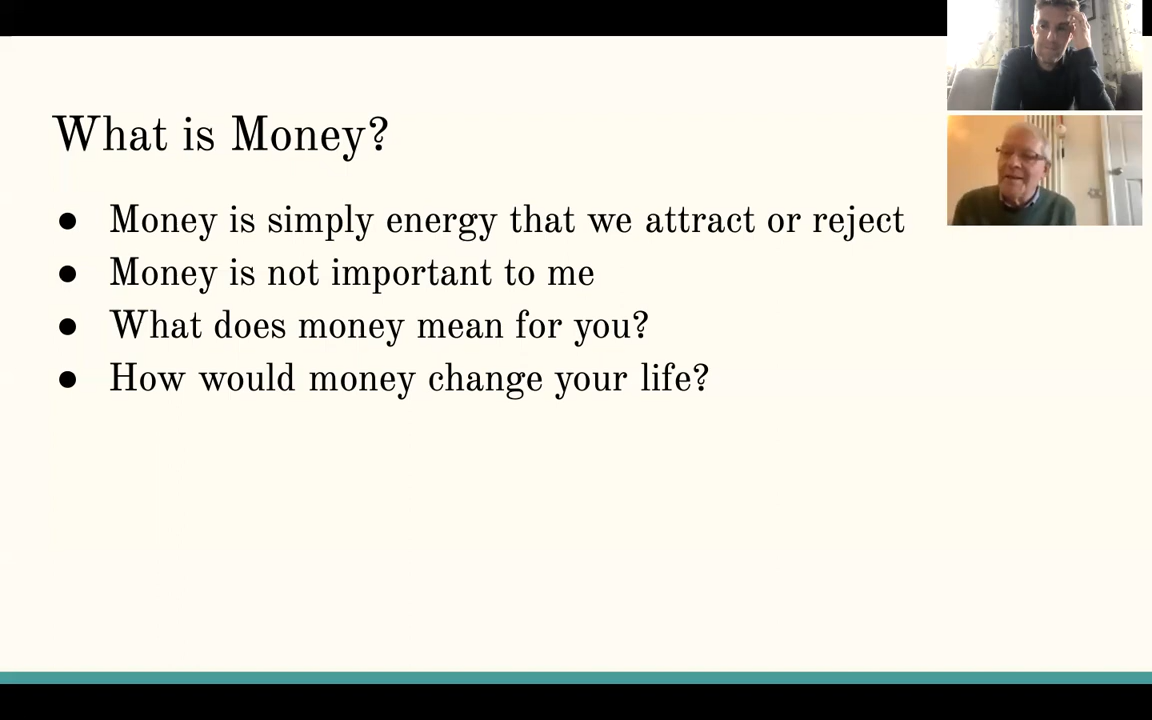 What is Money?
● Money is simply energy that we attract or reject
● Money is not important to me
● What does money mean for you?
● How would money change your life?